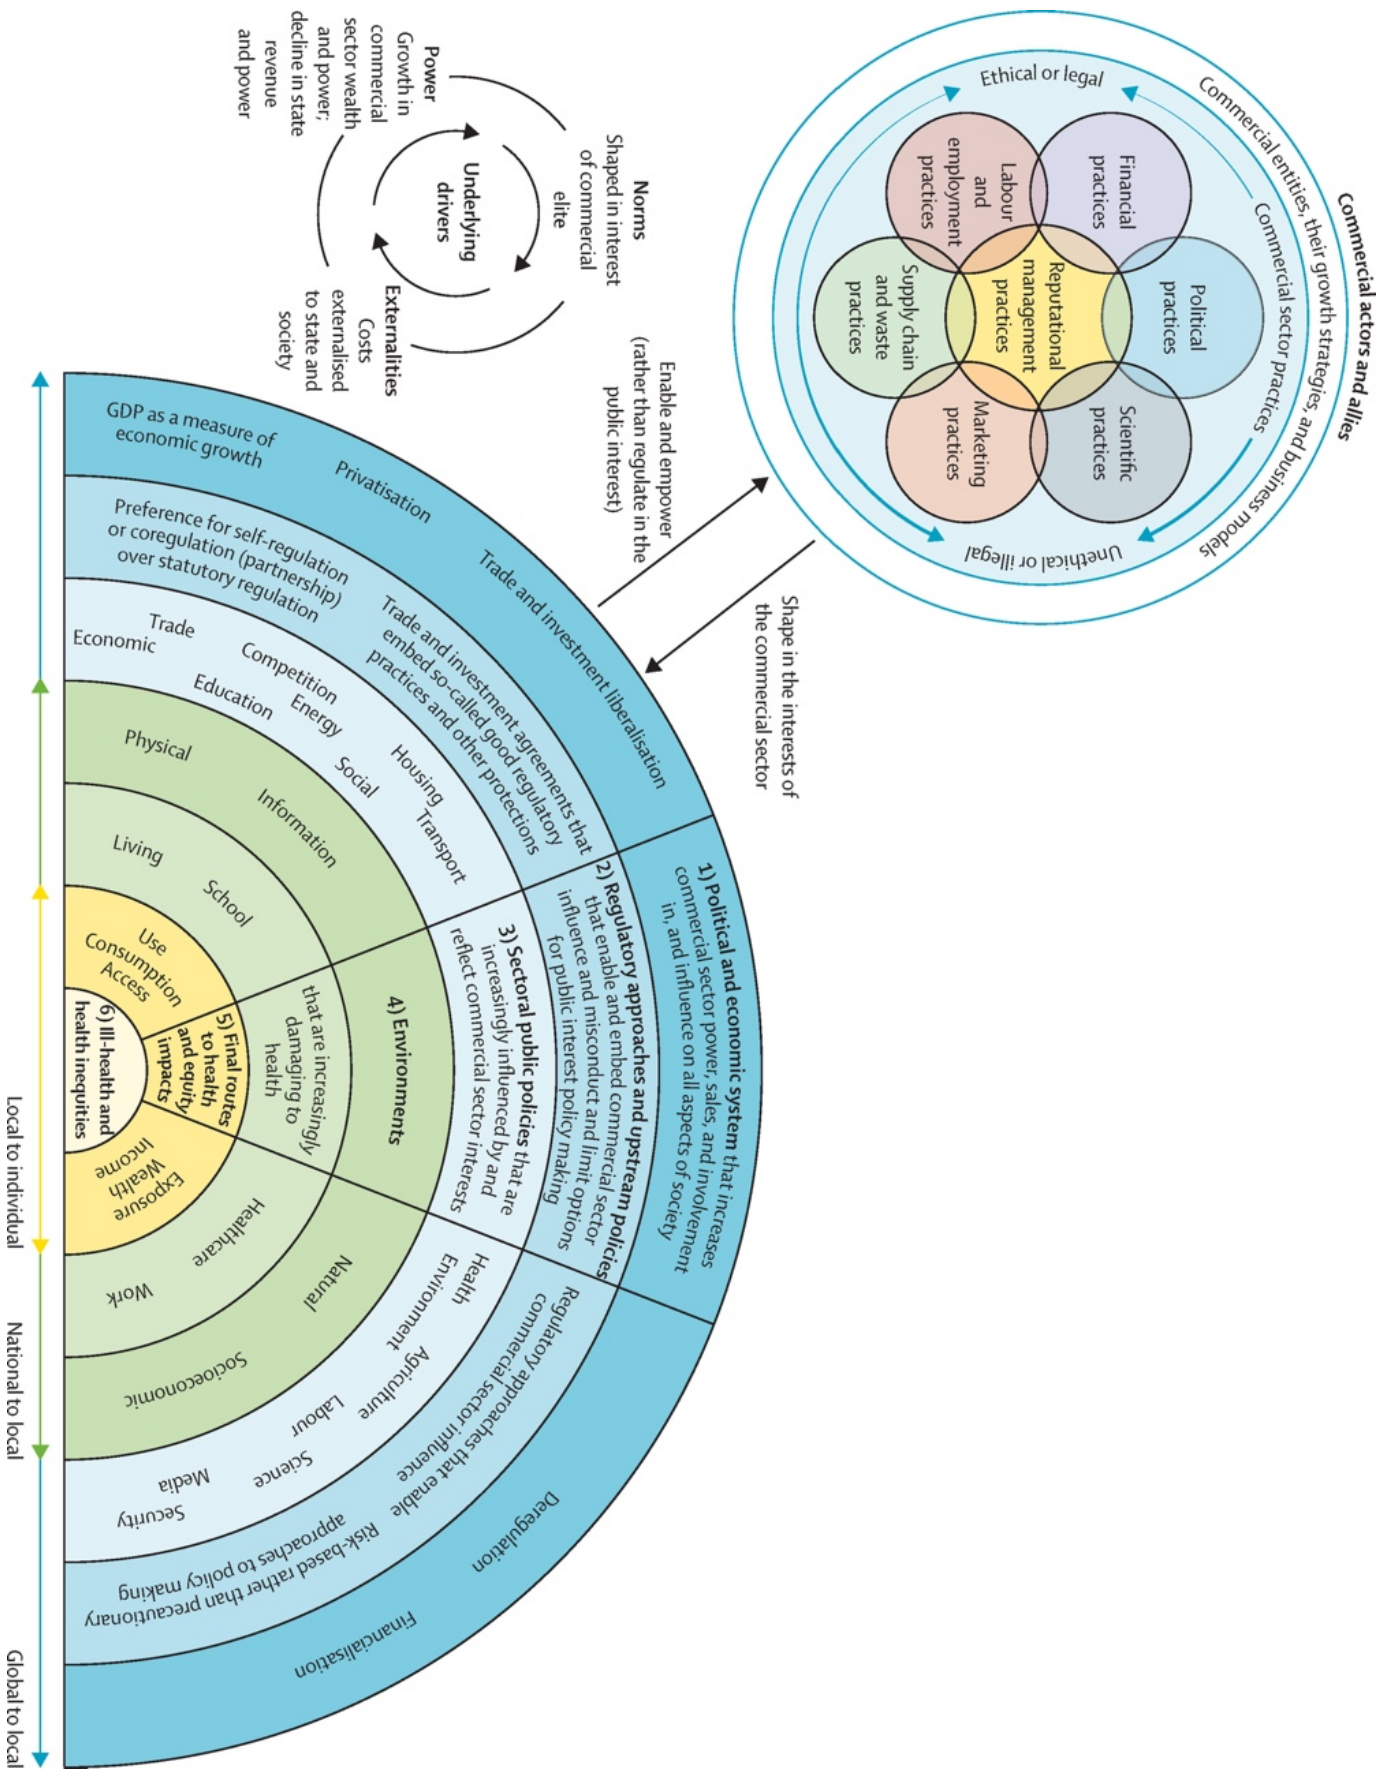 Commercial actors and allies
Commercial entities, their growth strategies, and business models
Commercial sector practices
Ethical or legal
Unethical or illegal
Financial
practices
Political
practices
Scientific
practices
Labour
and
employment
practices
Reputational
management
practices
Supply chain
and waste
practices
Marketing
practices
Norms
Shaped in interest
of commercial
elite
Power
Growth in
commercial
sector wealth
and power;
decline in state
revenue
and power
Underlying
drivers
Externalities
Costs
externalised
to state and
society
Enable and empower
(rather than regulate in the
public interest)
Shape in the interests of
the commercial sector
1) Political and economic system that increases
commercial sector power, sales, and involvement
in, and influence on all aspects of society
GDP as a measure of
economic growth
Privatisation
Trade and investment liberalisation
Deregulation
Financialisation
2) Regulatory approaches and upstream policies
that enable and embed commercial sector
influence and misconduct and limit options
for public interest policy making
Preference for self-regulation
or coregulation (partnership)
over statutory regulation
Trade and investment agreements that
embed so-called good regulatory
practices and other protections
Regulatory approaches that enable
commercial sector influence
Risk-based rather than precautionary
approaches to policy making
3) Sectoral public policies that are
increasingly influenced by and
reflect commercial sector interests
Economic
Trade
Education
Competition
Energy
Social
Housing
Transport
Health
Environment
Agriculture
Labour
Science
Media
Security
4) Environments
Physical
Information
Natural
Socioeconomic
that are increasingly
damaging to
health
Living
School
Healthcare
Work
5) Final routes
to health
and equity
impacts
Use
Consumption
Access
Exposure
Wealth
Income
6) Ill-health and
health inequities
Local to individual
National to local
Global to local